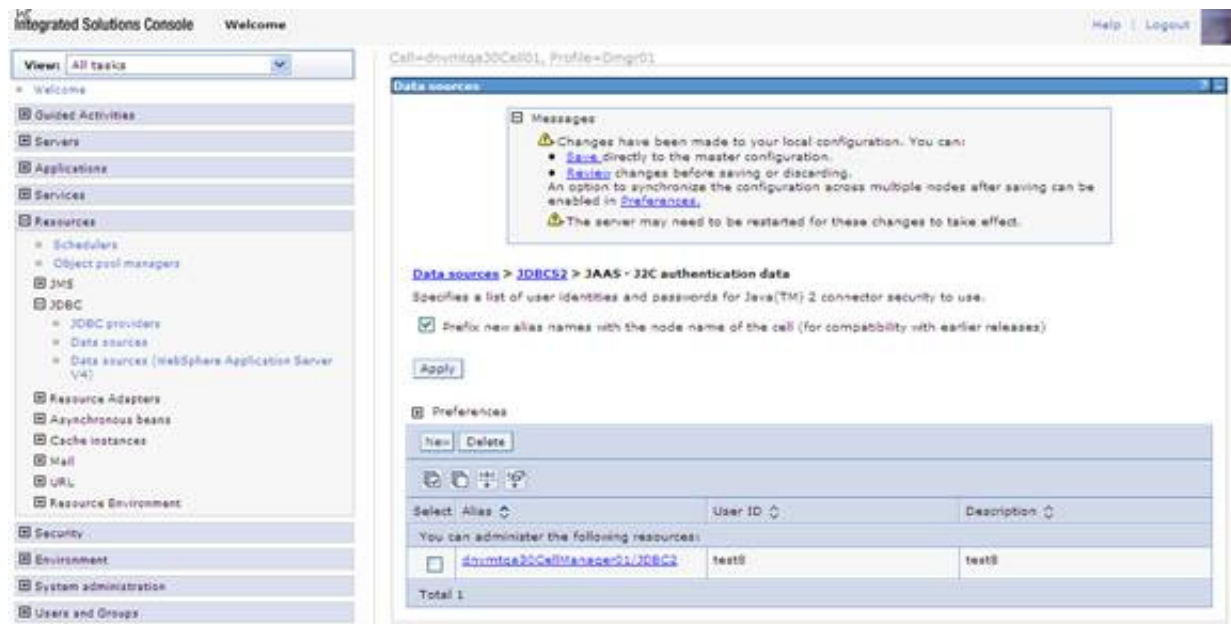 Integrated Solutions Console Welcome
Help | Logout
View: All tasks
Welcome
Guided Activities
Servers
Applications
Services
Resources
Schedulers
Object pool managers
JMS
JDBC
JDBC providers
Data sources
Data sources (WebSphere Application Server
V4)
Resource Adapters
Asynchronous beans
Cache instances
Mail
URL
Resource Environment
Security
Environment
System administration
Users and Groups
Cell=dnvmtqa30Cell01, Profile=Dmgr01
Data sources
? -
Messages
Changes have been made to your local configuration. You can:
Save directly to the master configuration.
Review changes before saving or discarding.
An option to synchronize the configuration across multiple nodes after saving can be
enabled in Preferences.
The server may need to be restarted for these changes to take effect.
Data sources > JDBCS2 > JAAS - J2C authentication data
Specifies a list of user identities and passwords for Java(TM) 2 connector security to use.
Prefix new alias names with the node name of the cell (for compatibility with earlier releases)
Apply
Preferences
New Delete
Select Alias User ID Description
You can administer the following resources:
dnvmtqa30CellManager01/JDBC2 test8 test8
Total 1